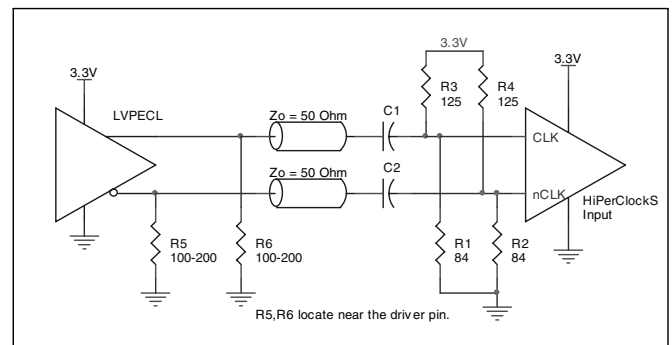 3.3V
3.3V
3.3V
R3
125
R4
125
LVPECL
Zo = 50 Ohm
C1
CLK
Zo = 50 Ohm
C2
nCLK
HiPerClockS
Input
R5
100-200
R6
100-200
R1
84
R2
84
R5,R6 locate near the driver pin.